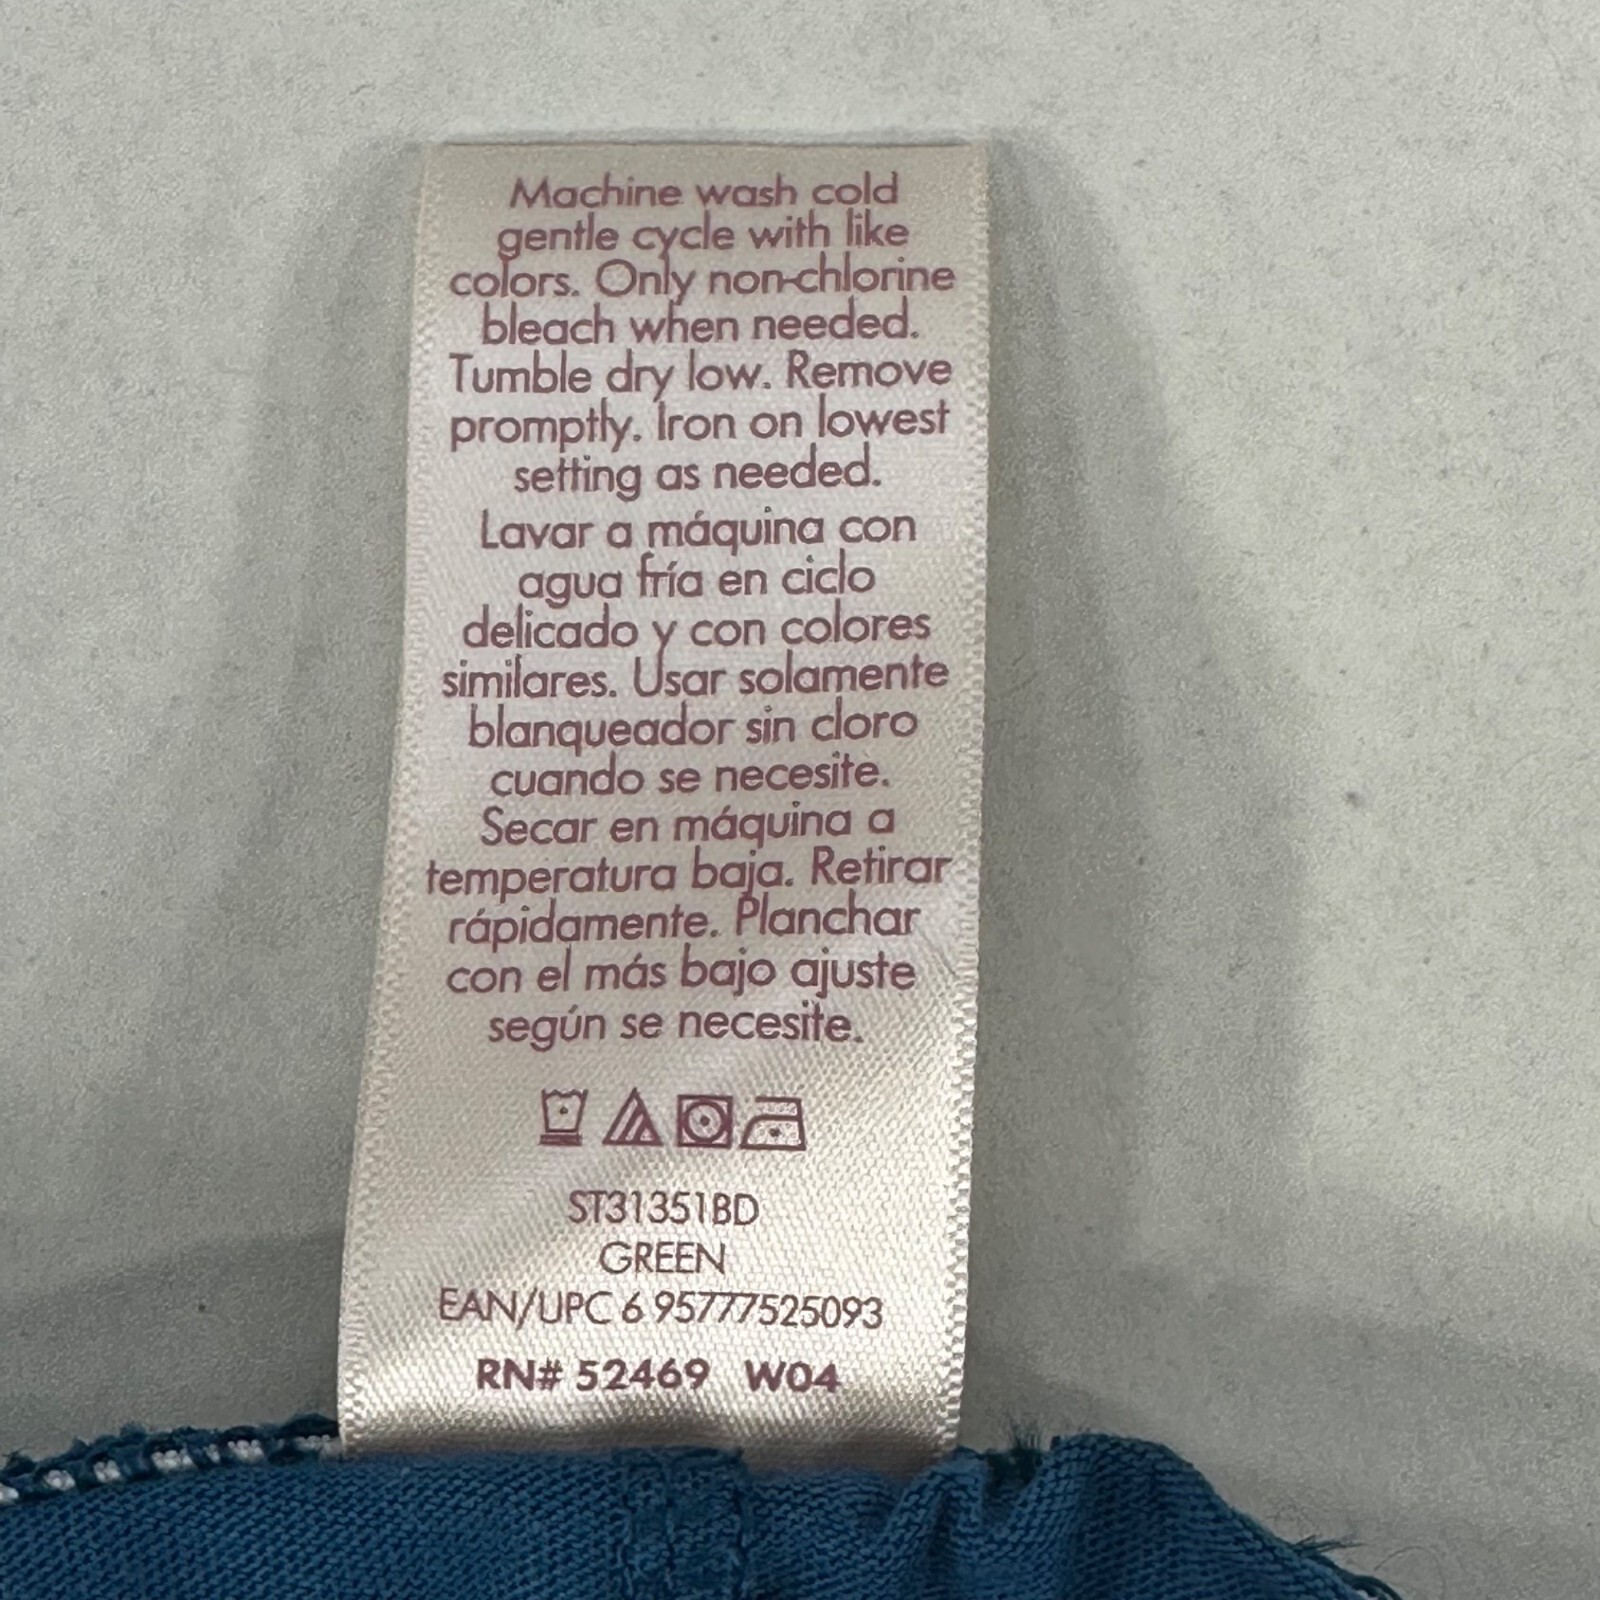 Machine wash cold
gentle cycle with like
colors. Only non-chlorine
bleach when needed.
Tumble dry low. Remove
promptly. Iron on lowest
setting as needed.
Lavar a máquina con
agua fría en ciclo
delicado y con colores
similares. Usar solamente
blanqueador sin cloro
cuando se necesite.
Secar en máquina a
temperatura baja. Retirar
rápidamente. Planchar
con el más bajo ajuste
según se necesite.
ST31351BD
GREEN
EAN/UPC 6 95777525093
RN# 52469 W04